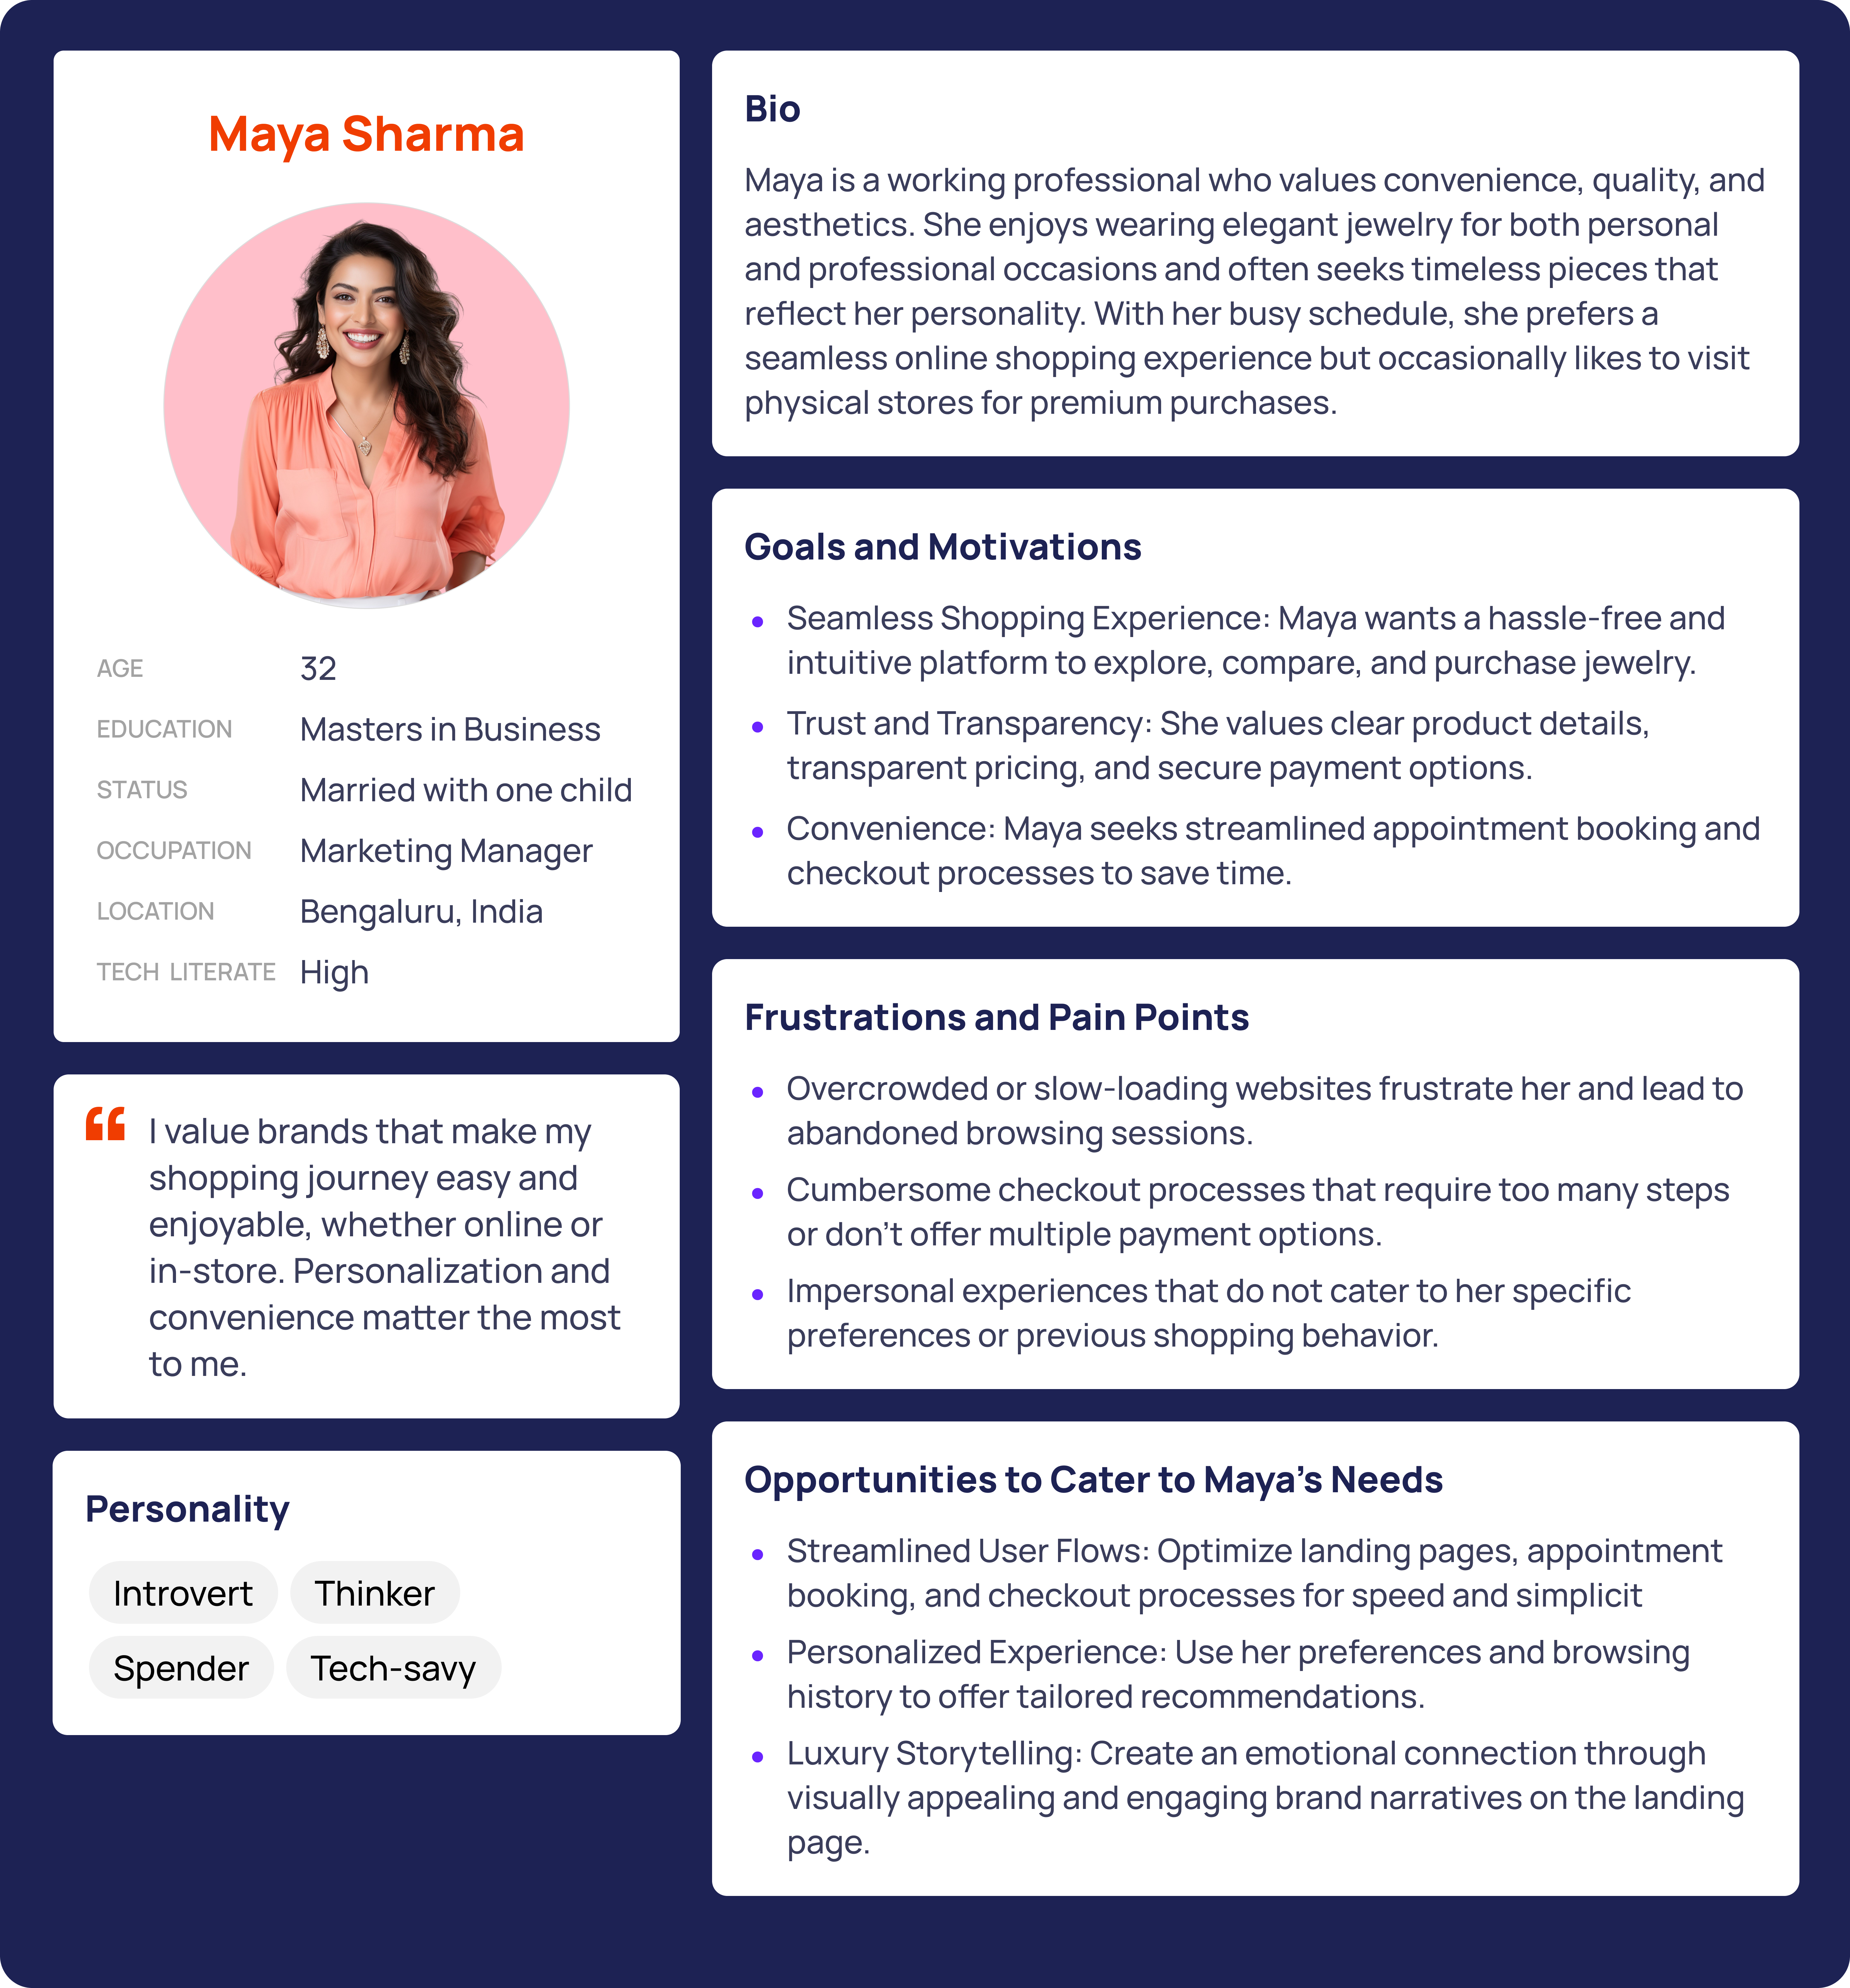 Maya Sharma
AGE 32
EDUCATION Masters in Business
STATUS Married with one child
OCCUPATION Marketing Manager
LOCATION Bengaluru, India
TECH LITERATE High
“ I value brands that make my
shopping journey easy and
enjoyable, whether online or
in-store. Personalization and
convenience matter the most
to me.
Personality
Introvert Thinker
Spender Tech-savy
Bio
Maya is a working professional who values convenience, quality, and
aesthetics. She enjoys wearing elegant jewelry for both personal
and professional occasions and often seeks timeless pieces that
reflect her personality. With her busy schedule, she prefers a
seamless online shopping experience but occasionally likes to visit
physical stores for premium purchases.
Goals and Motivations
• Seamless Shopping Experience: Maya wants a hassle-free and
intuitive platform to explore, compare, and purchase jewelry.
• Trust and Transparency: She values clear product details,
transparent pricing, and secure payment options.
• Convenience: Maya seeks streamlined appointment booking and
checkout processes to save time.
Frustrations and Pain Points
• Overcrowded or slow-loading websites frustrate her and lead to
abandoned browsing sessions.
• Cumbersome checkout processes that require too many steps
or don’t offer multiple payment options.
• Impersonal experiences that do not cater to her specific
preferences or previous shopping behavior.
Opportunities to Cater to Maya’s Needs
• Streamlined User Flows: Optimize landing pages, appointment
booking, and checkout processes for speed and simplicit
• Personalized Experience: Use her preferences and browsing
history to offer tailored recommendations.
• Luxury Storytelling: Create an emotional connection through
visually appealing and engaging brand narratives on the landing
page.